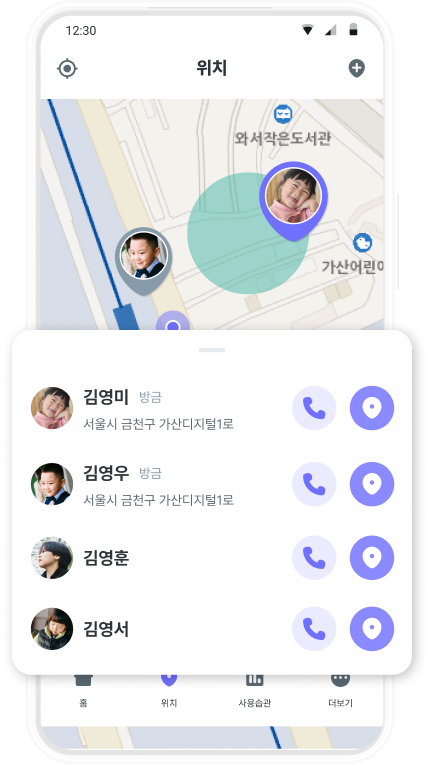 12:30
위치
와서작은도서관
가산어린이
김영미 방금
서울시 금천구 가산디지털1로
김영우 방금
서울시 금천구 가산디지털1로
김영훈
김영서
홈
위치
사용습관
더보기